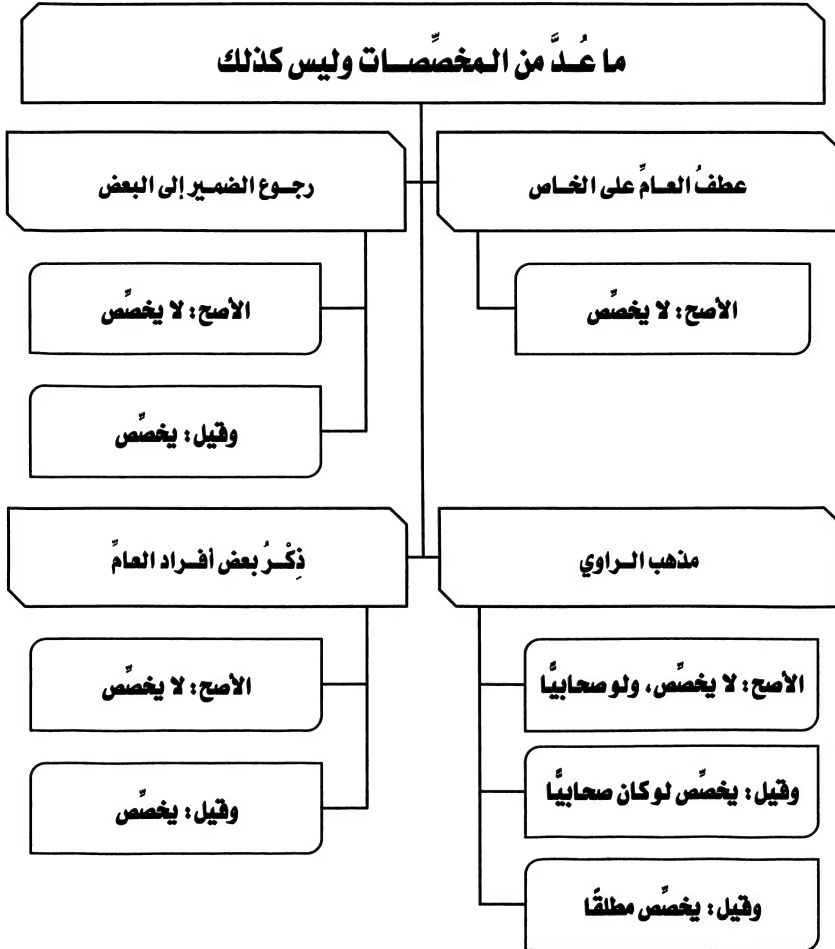 ما عُدَّ من المخصِّصات وليس كذلك
عطفُ العامِّ على الخاص
الأصح: لا يخصِّص
رجوع الضمير إلى البعض
الأصح: لا يخصِّص
وقيل: يخصِّص
مذهب الراوي
الأصح: لا يخصِّص، ولو صحابيًّا
وقيل: يخصِّص لو كان صحابيًّا
وقيل: يخصِّص مطلقًا
ذِكْرُ بعض أفراد العامِّ
الأصح: لا يخصِّص
وقيل: يخصِّص